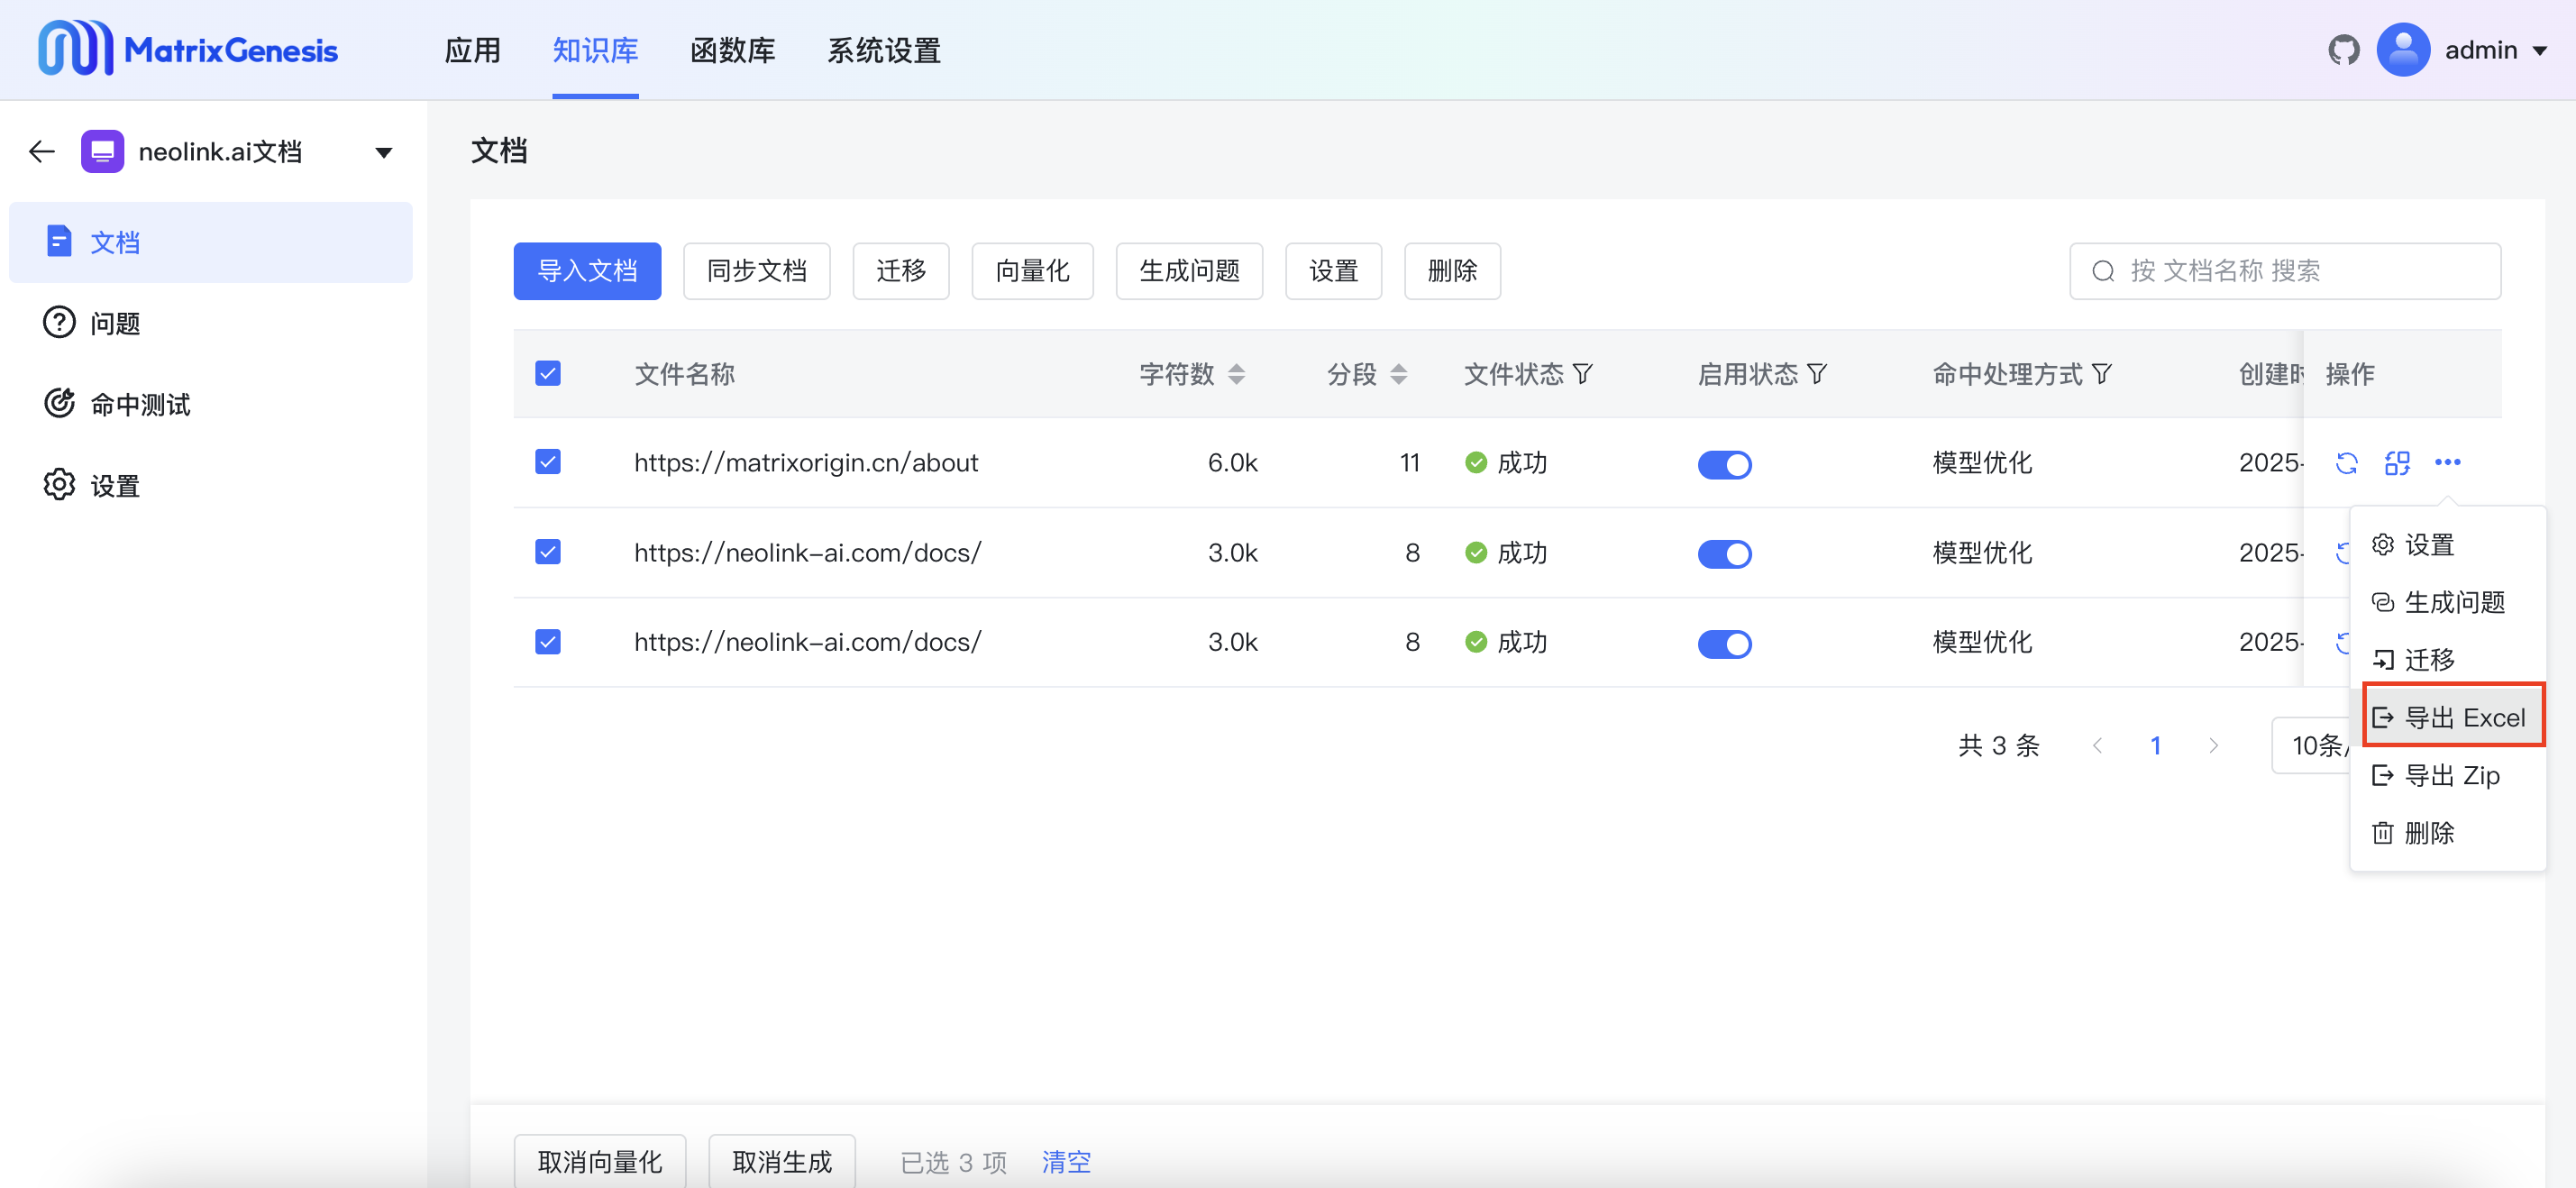 MatrixGenesis
应用
知识库
函数库
系统设置
admin
neolink.ai文档
文档
问题
命中测试
设置
文档
导入文档
同步文档
迁移
向量化
生成问题
设置
删除
按 文档名称 搜索
文件名称 字符数 分段 文件状态 启用状态 命中处理方式 创建时 操作
https://matrixorigin.cn/about 6.0k 11 成功 模型优化 2025-
https://neolink-ai.com/docs/ 3.0k 8 成功 模型优化 2025-
https://neolink-ai.com/docs/ 3.0k 8 成功 模型优化 2025-
设置
生成问题
迁移
导出 Excel
导出 Zip
删除
共 3 条 1 10条/
取消向量化
取消生成
已选 3 项
清空